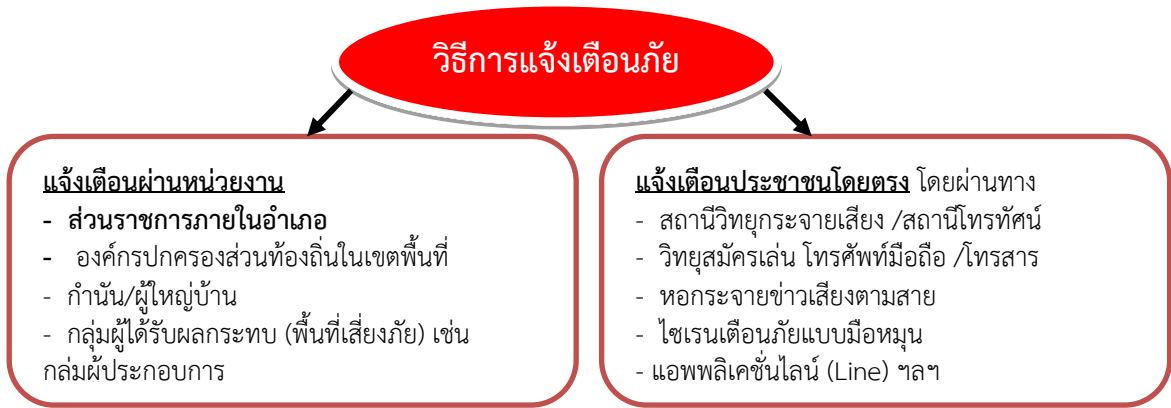 วิธีการแจ้งเตือนภัย
แจ้งเตือนผ่านหน่วยงาน
- ส่วนราชการภายในอำเภอ
- องค์กรปกครองส่วนท้องถิ่นในเขตพื้นที่
- กำนัน/ผู้ใหญ่บ้าน
- กลุ่มผู้ได้รับผลกระทบ (พื้นที่เสี่ยงภัย) เช่น
กลุ่มผู้ประกอบการ
แจ้งเตือนประชาชนโดยตรง โดยผ่านทาง
- สถานีวิทยุกระจายเสียง /สถานีโทรทัศน์
- วิทยุสมัครเล่น โทรศัพท์มือถือ /โทรสาร
- หอกระจายข่าวเสียงตามสาย
- ไซเรนเตือนภัยแบบมือหมุน
- แอพพลิเคชั่นไลน์ (Line) ฯลฯ